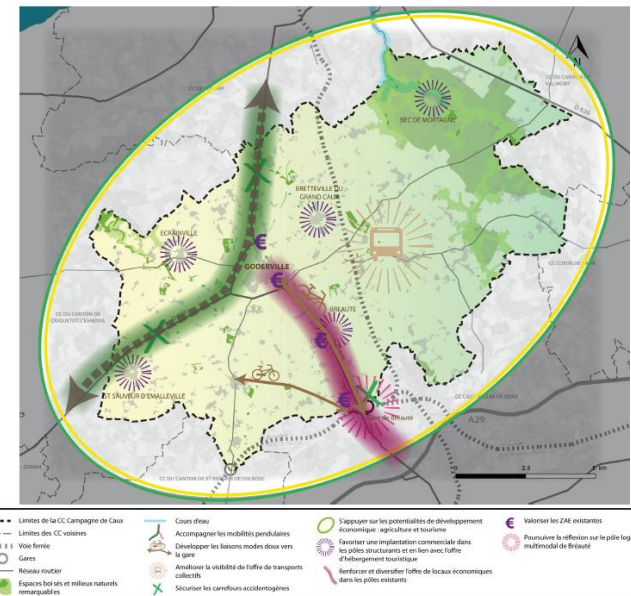 N
CC DU CANTON DE
VALMONT
D 926
BEC DE MORTAGNE
BRETTEVILLE DU
GRAND CAUX
ECRAINVILLE
€
GODERVILLE
€
CC DU CANTON DE
CRIQUETOT L'ESNEVAL
BREAUTE
€
ST SAUVEUR D'EMALLEVILLE
€
de Bréauté
A29
CC DU CANTON DE ST ROMAIN DE COLBOSC
0 2,5 5 km
Limites de la CC Campagne de Caux
Limites des CC voisines
Voie ferrée
Gares
Réseau routier
Espaces boisés et milieux naturels
remarquables
Cours d'eau
Accompagner les mobilités pendulaires
Développer les liaisons modes doux vers
la gare
Améliorer la visibilité de l'offre de transports
collectifs
Sécuriser les carrefours accidentogènes
S'appuyer sur les potentialités de développement
économique : agriculture et tourisme
Favoriser une implantation commerciale dans
les pôles structurants et en lien avec l'offre
d'hébergement touristique
Renforcer et diversifier l'offre de locaux économiques
dans les pôles existants
€ Valoriser les ZAE existantes
Poursuivre la réflexion sur le pôle log
multimodal de Bréauté